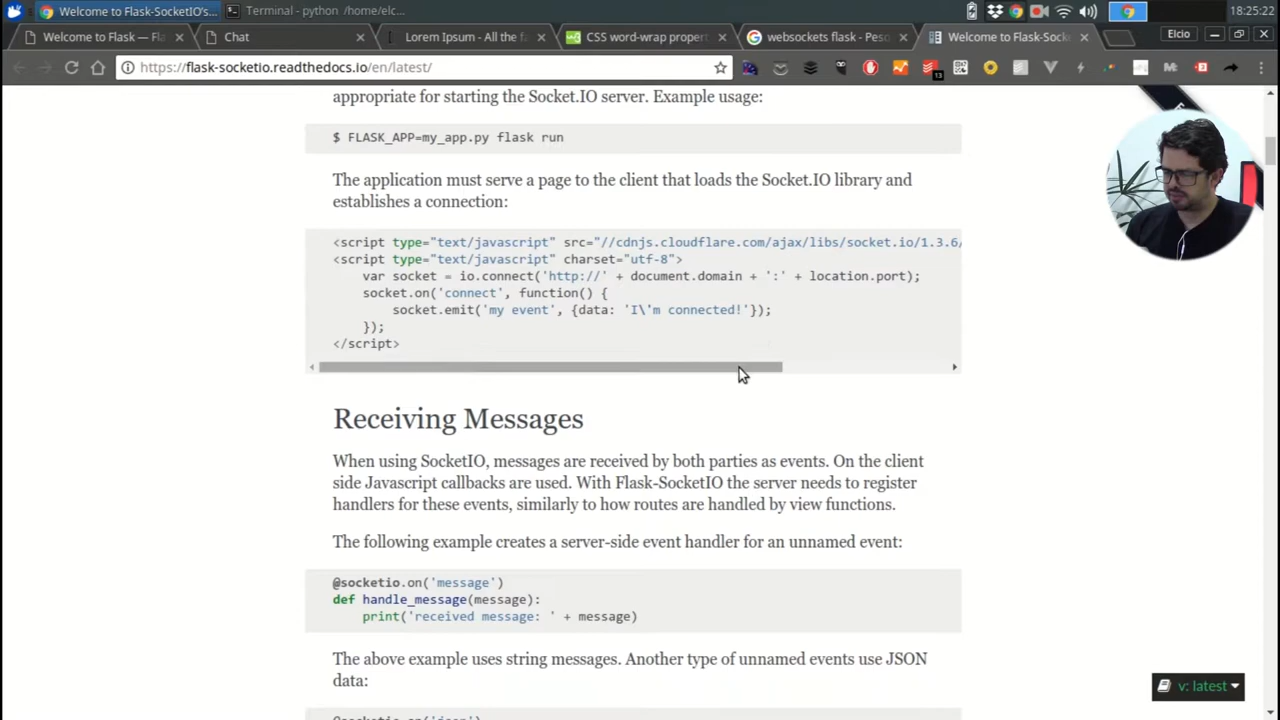 Welcome to Flask-SocketIO's...
Terminal - python /home/elc...
18:25:22
Welcome to Flask — Fla
Chat
Lorem Ipsum - All the fa
CSS word-wrap proper
websockets flask - Pesq
Welcome to Flask-Sock
Elcio
https://flask-socketio.readthedocs.io/en/latest/
13
appropriate for starting the Socket.IO server. Example usage:
$ FLASK_APP=my_app.py flask run
The application must serve a page to the client that loads the Socket.IO library and
establishes a connection:
<script type="text/javascript" src="//cdnjs.cloudflare.com/ajax/libs/socket.io/1.3.6/
<script type="text/javascript" charset="utf-8">
var socket = io.connect('http://' + document.domain + ':' + location.port);
socket.on('connect', function() {
socket.emit('my event', {data: 'I\'m connected!'});
});
</script>
Receiving Messages
When using SocketIO, messages are received by both parties as events. On the client
side Javascript callbacks are used. With Flask-SocketIO the server needs to register
handlers for these events, similarly to how routes are handled by view functions.
The following example creates a server-side event handler for an unnamed event:
@socketio.on('message')
def handle_message(message):
print('received message: ' + message)
The above example uses string messages. Another type of unnamed events use JSON
data:
@socketio.on('json')
v: latest